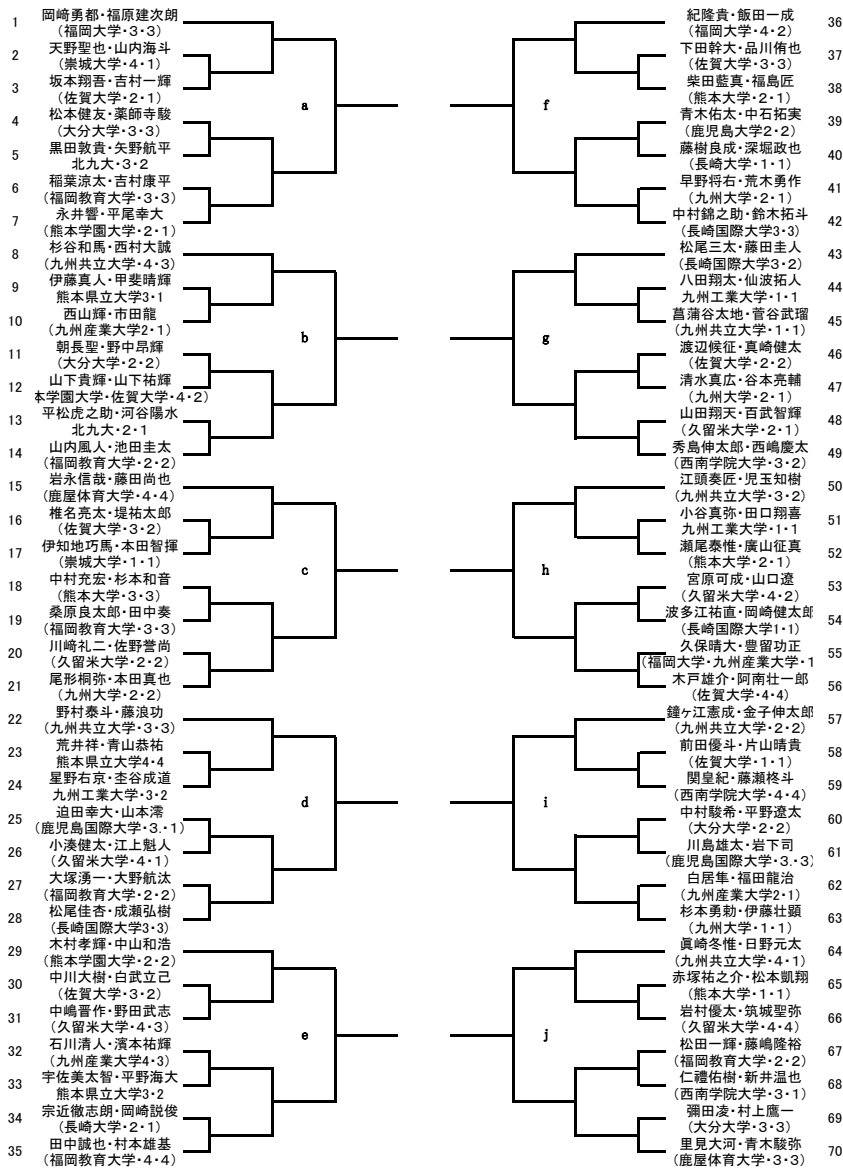 1
岡﨑勇都・福原建次朗
(福岡大学・3・3)
2
天野聖也・山内海斗
(崇城大学・4・1)
3
坂本翔吾・吉村一輝
(佐賀大学・2・1)
a
4
松本健友・薬師寺駿
(大分大学・3・3)
5
黒田敦貴・矢野航平
北九大・3・2
6
稲葉涼太・吉村康平
(福岡教育大学・3・3)
7
永井響・平尾幸大
(熊本学園大学・2・1)
8
杉谷和馬・西村大誠
(九州共立大学・4・3)
9
伊藤真人・甲斐晴輝
熊本県立大学3・1
10
西山輝・市田龍
(九州産業大学2・1)
b
11
朝長聖・野中昂輝
(大分大学・2・2)
12
山下貴輝・山下祐輝
本学園大学・佐賀大学・4・2)
13
平松虎之助・河谷陽水
北九大・2・1
14
山内風人・池田圭太
(福岡教育大学・2・2)
15
岩永信哉・藤田尚也
(鹿屋体育大学・4・4)
16
椎名亮太・堤祐太郎
(佐賀大学・3・2)
17
伊知地巧馬・本田智揮
(崇城大学・1・1)
c
18
中村充宏・杉本和音
(熊本大学・3・3)
19
桑原良太郎・田中奏
(福岡教育大学・3・3)
20
川﨑礼二・佐野誉尚
(久留米大学・2・2)
21
尾形桐弥・本田真也
(九州大学・2・2)
22
野村泰斗・藤浪功
(九州共立大学・3・3)
23
荒井祥・青山恭祐
熊本県立大学4・4
24
星野右京・杢谷成道
九州工業大学・3・2
d
25
迫田幸大・山本澪
(鹿児島国際大学・3.・1)
26
小湊健太・江上魁人
(久留米大学・4・1)
27
大塚湧一・大野航汰
(福岡教育大学・2・2)
28
松尾佳杏・成瀬弘樹
(長崎国際大学3・3)
29
木村孝輝・中山和浩
(熊本学園大学・2・2)
30
中川大樹・白武立己
(佐賀大学・3・2)
31
中嶋晋作・野田武志
(久留米大学・4・3)
e
32
石川清人・濱本祐輝
(九州産業大学4・3)
33
宇佐美太智・平野海大
熊本県立大学3・2
34
宗近徹志朗・岡崎説俊
(長崎大学・2・1)
35
田中誠也・村本雄基
(福岡教育大学・4・4)
紀隆貴・飯田一成
(福岡大学・4・2)
36
下田幹大・品川侑也
(佐賀大学・3・3)
37
柴田藍真・福島匠
(熊本大学・2・1)
38
f
青木佑太・中石拓実
(鹿児島大学2・2)
39
藤樹良成・深堀政也
(長崎大学・1・1)
40
早野将右・荒木勇作
(九州大学・2・1)
41
中村錦之助・鈴木拓斗
(長崎国際大学3・3)
42
松尾三太・藤田圭人
(長崎国際大学3・2)
43
八田翔太・仙波拓人
九州工業大学・1・1
44
菖蒲谷太地・菅谷武瑠
(九州共立大学・1・1)
45
g
渡辺候征・真崎健太
(佐賀大学・2・2)
46
清水真広・谷本亮輔
(九州大学・2・1)
47
山田翔天・百武智輝
(久留米大学・2・1)
48
秀島伸太郎・西嶋慶太
(西南学院大学・3・2)
49
江頭奏匠・児玉知樹
(九州共立大学・3・2)
50
小谷真弥・田口翔喜
九州工業大学・1・1
51
瀬尾泰惟・廣山征真
(熊本大学・2・1)
52
h
宮原可成・山口遼
(久留米大学・4・2)
53
波多江祐直・岡﨑健太郎
(長崎国際大学1・1)
54
久保晴大・豊留功正
(福岡大学・九州産業大学・1
55
木戸雄介・阿南壮一郎
(佐賀大学・4・4)
56
鐘ヶ江憲成・金子伸太郎
(九州共立大学・2・2)
57
前田優斗・片山晴貴
(佐賀大学・1・1)
58
関皇紀・藤瀬柊斗
(西南学院大学・4・4)
59
i
中村駿希・平野遼太
(大分大学・2・2)
60
川島雄太・岩下司
(鹿児島国際大学・3.・3)
61
白居隼・福田龍治
(九州産業大学2・1)
62
杉本勇勅・伊藤壮顕
(九州大学・1・1)
63
眞崎冬惟・日野元太
(九州共立大学・4・1)
64
赤塚祐之介・松本凱翔
(熊本大学・1・1)
65
岩村優太・筑城聖弥
(久留米大学・4・4)
66
j
松田一輝・藤嶋隆裕
(福岡教育大学・2・2)
67
仁禮佑樹・新井温也
(西南学院大学・3・1)
68
彌田凌・村上鷹一
(大分大学・3・3)
69
里見大河・青木駿弥
(鹿屋体育大学・3・3)
70